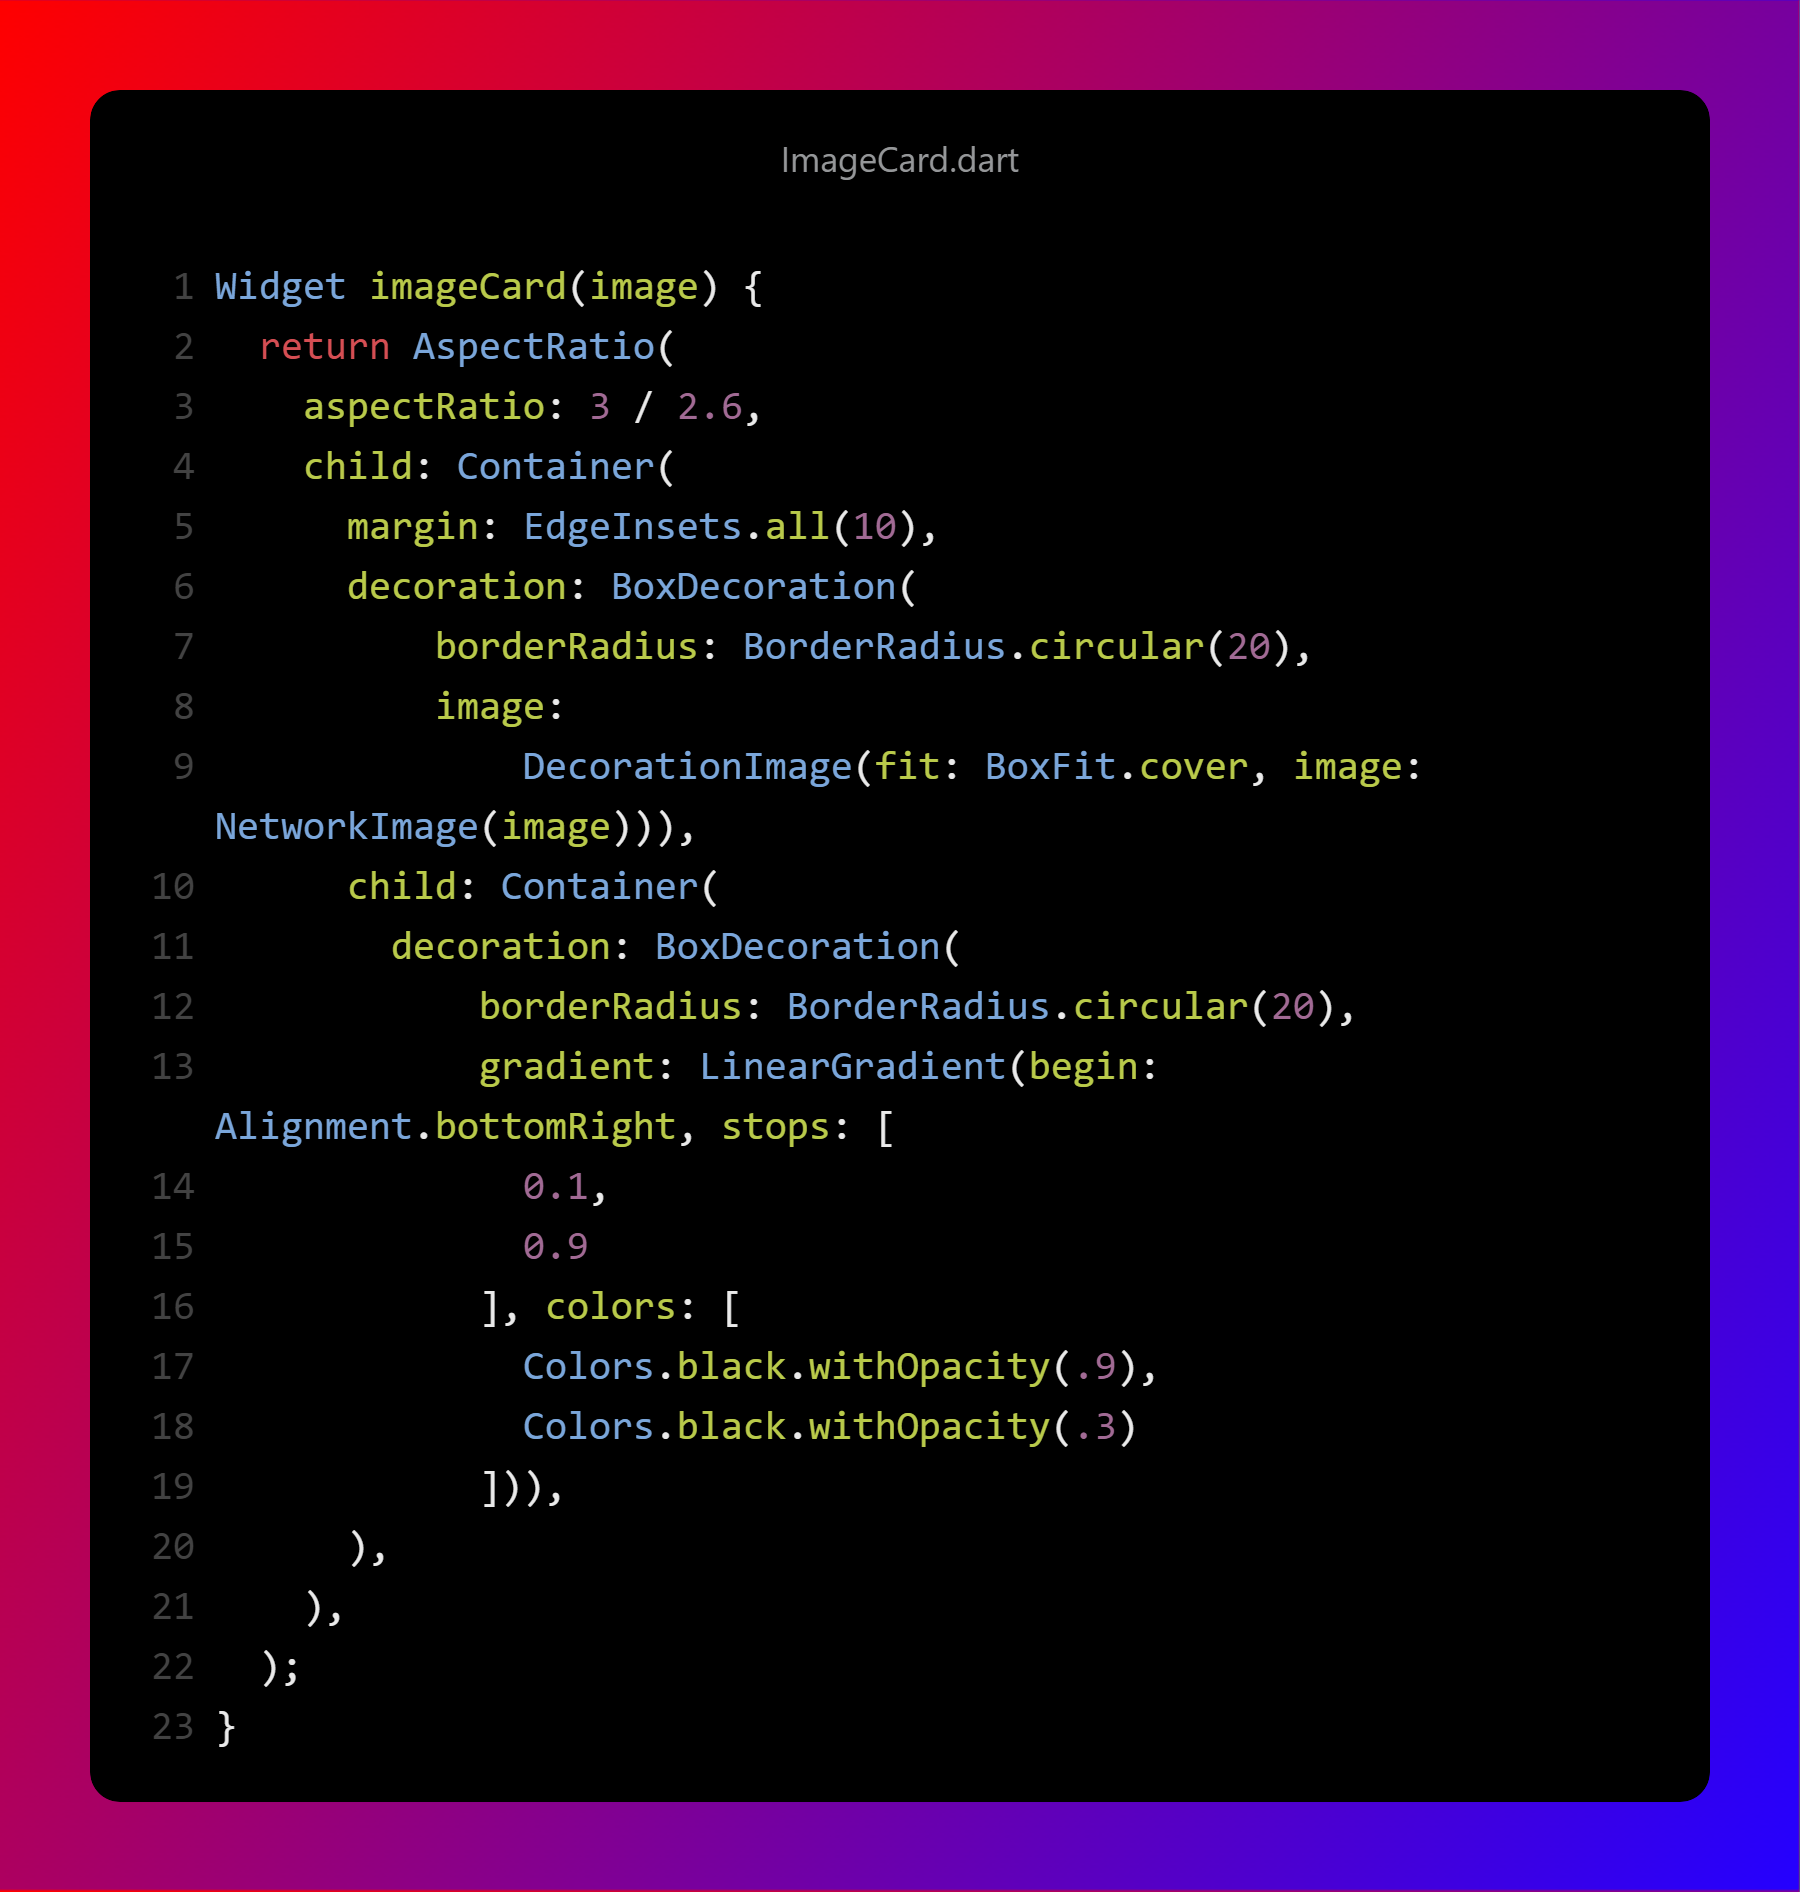 ImageCard.dart
1 Widget imageCard(image) {
2   return AspectRatio(
3     aspectRatio: 3 / 2.6,
4     child: Container(
5       margin: EdgeInsets.all(10),
6       decoration: BoxDecoration(
7           borderRadius: BorderRadius.circular(20),
8           image:
9               DecorationImage(fit: BoxFit.cover, image:
NetworkImage(image))),
10       child: Container(
11         decoration: BoxDecoration(
12             borderRadius: BorderRadius.circular(20),
13             gradient: LinearGradient(begin:
Alignment.bottomRight, stops: [
14               0.1,
15               0.9
16             ], colors: [
17               Colors.black.withOpacity(.9),
18               Colors.black.withOpacity(.3)
19             ])),
20       ),
21     ),
22   );
23 }